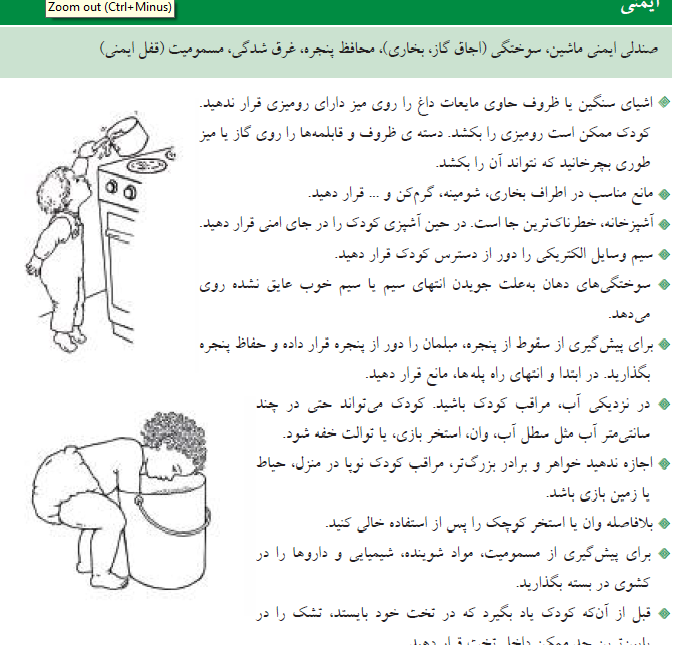 Zoom out (Ctrl+Minus)
ایمنی
صندلی ایمنی ماشین، سوختگی (اجاق گاز، بخاری)، محافظ پنجره، غرق شدگی، مسمومیت (قفل ایمنی)
اشیای سنگین یا ظروف حاوی مایعات داغ را روی میز دارای رومیزی قرار ندهید.
کودک ممکن است رومیزی را بکشد. دسته ی ظروف و قابلمه‌ها را روی گاز یا میز
طوری بچرخانید که نتواند آن را بکشد.
مانع مناسب در اطراف بخاری، شومینه، گرم‌کن و ... قرار دهید.
آشپزخانه، خطرناک‌ترین جا است. در حین آشپزی کودک را در جای امنی قرار دهید.
سیم وسایل الکتریکی را دور از دسترس کودک قرار دهید.
سوختگی‌های دهان به‌علت جویدن انتهای سیم یا سیم خوب عایق نشده روی
می‌دهد.
برای پیش‌گیری از سقوط از پنجره، مبلمان را دور از پنجره قرار داده و حفاظ پنجره
بگذارید. در ابتدا و انتهای راه پله‌ها، مانع قرار دهید.
در نزدیکی آب، مراقب کودک باشید. کودک می‌تواند حتی در چند
سانتی‌متر آب مثل سطل آب، وان، استخر بازی، یا توالت خفه شود.
اجازه ندهید خواهر و برادر بزرگ‌تر، مراقب کودک نوپا در منزل، حیاط
یا زمین بازی باشد.
بلافاصله وان یا استخر کوچک را پس از استفاده خالی کنید.
برای پیش‌گیری از مسمومیت، مواد شوینده، شیمیایی و داروها را در
کشوی در بسته بگذارید.
قبل از آن‌که کودک یاد بگیرد که در تخت خود بایستد، تشک را در
پایین‌ترین حد ممکن داخل تخت قرار دهید.